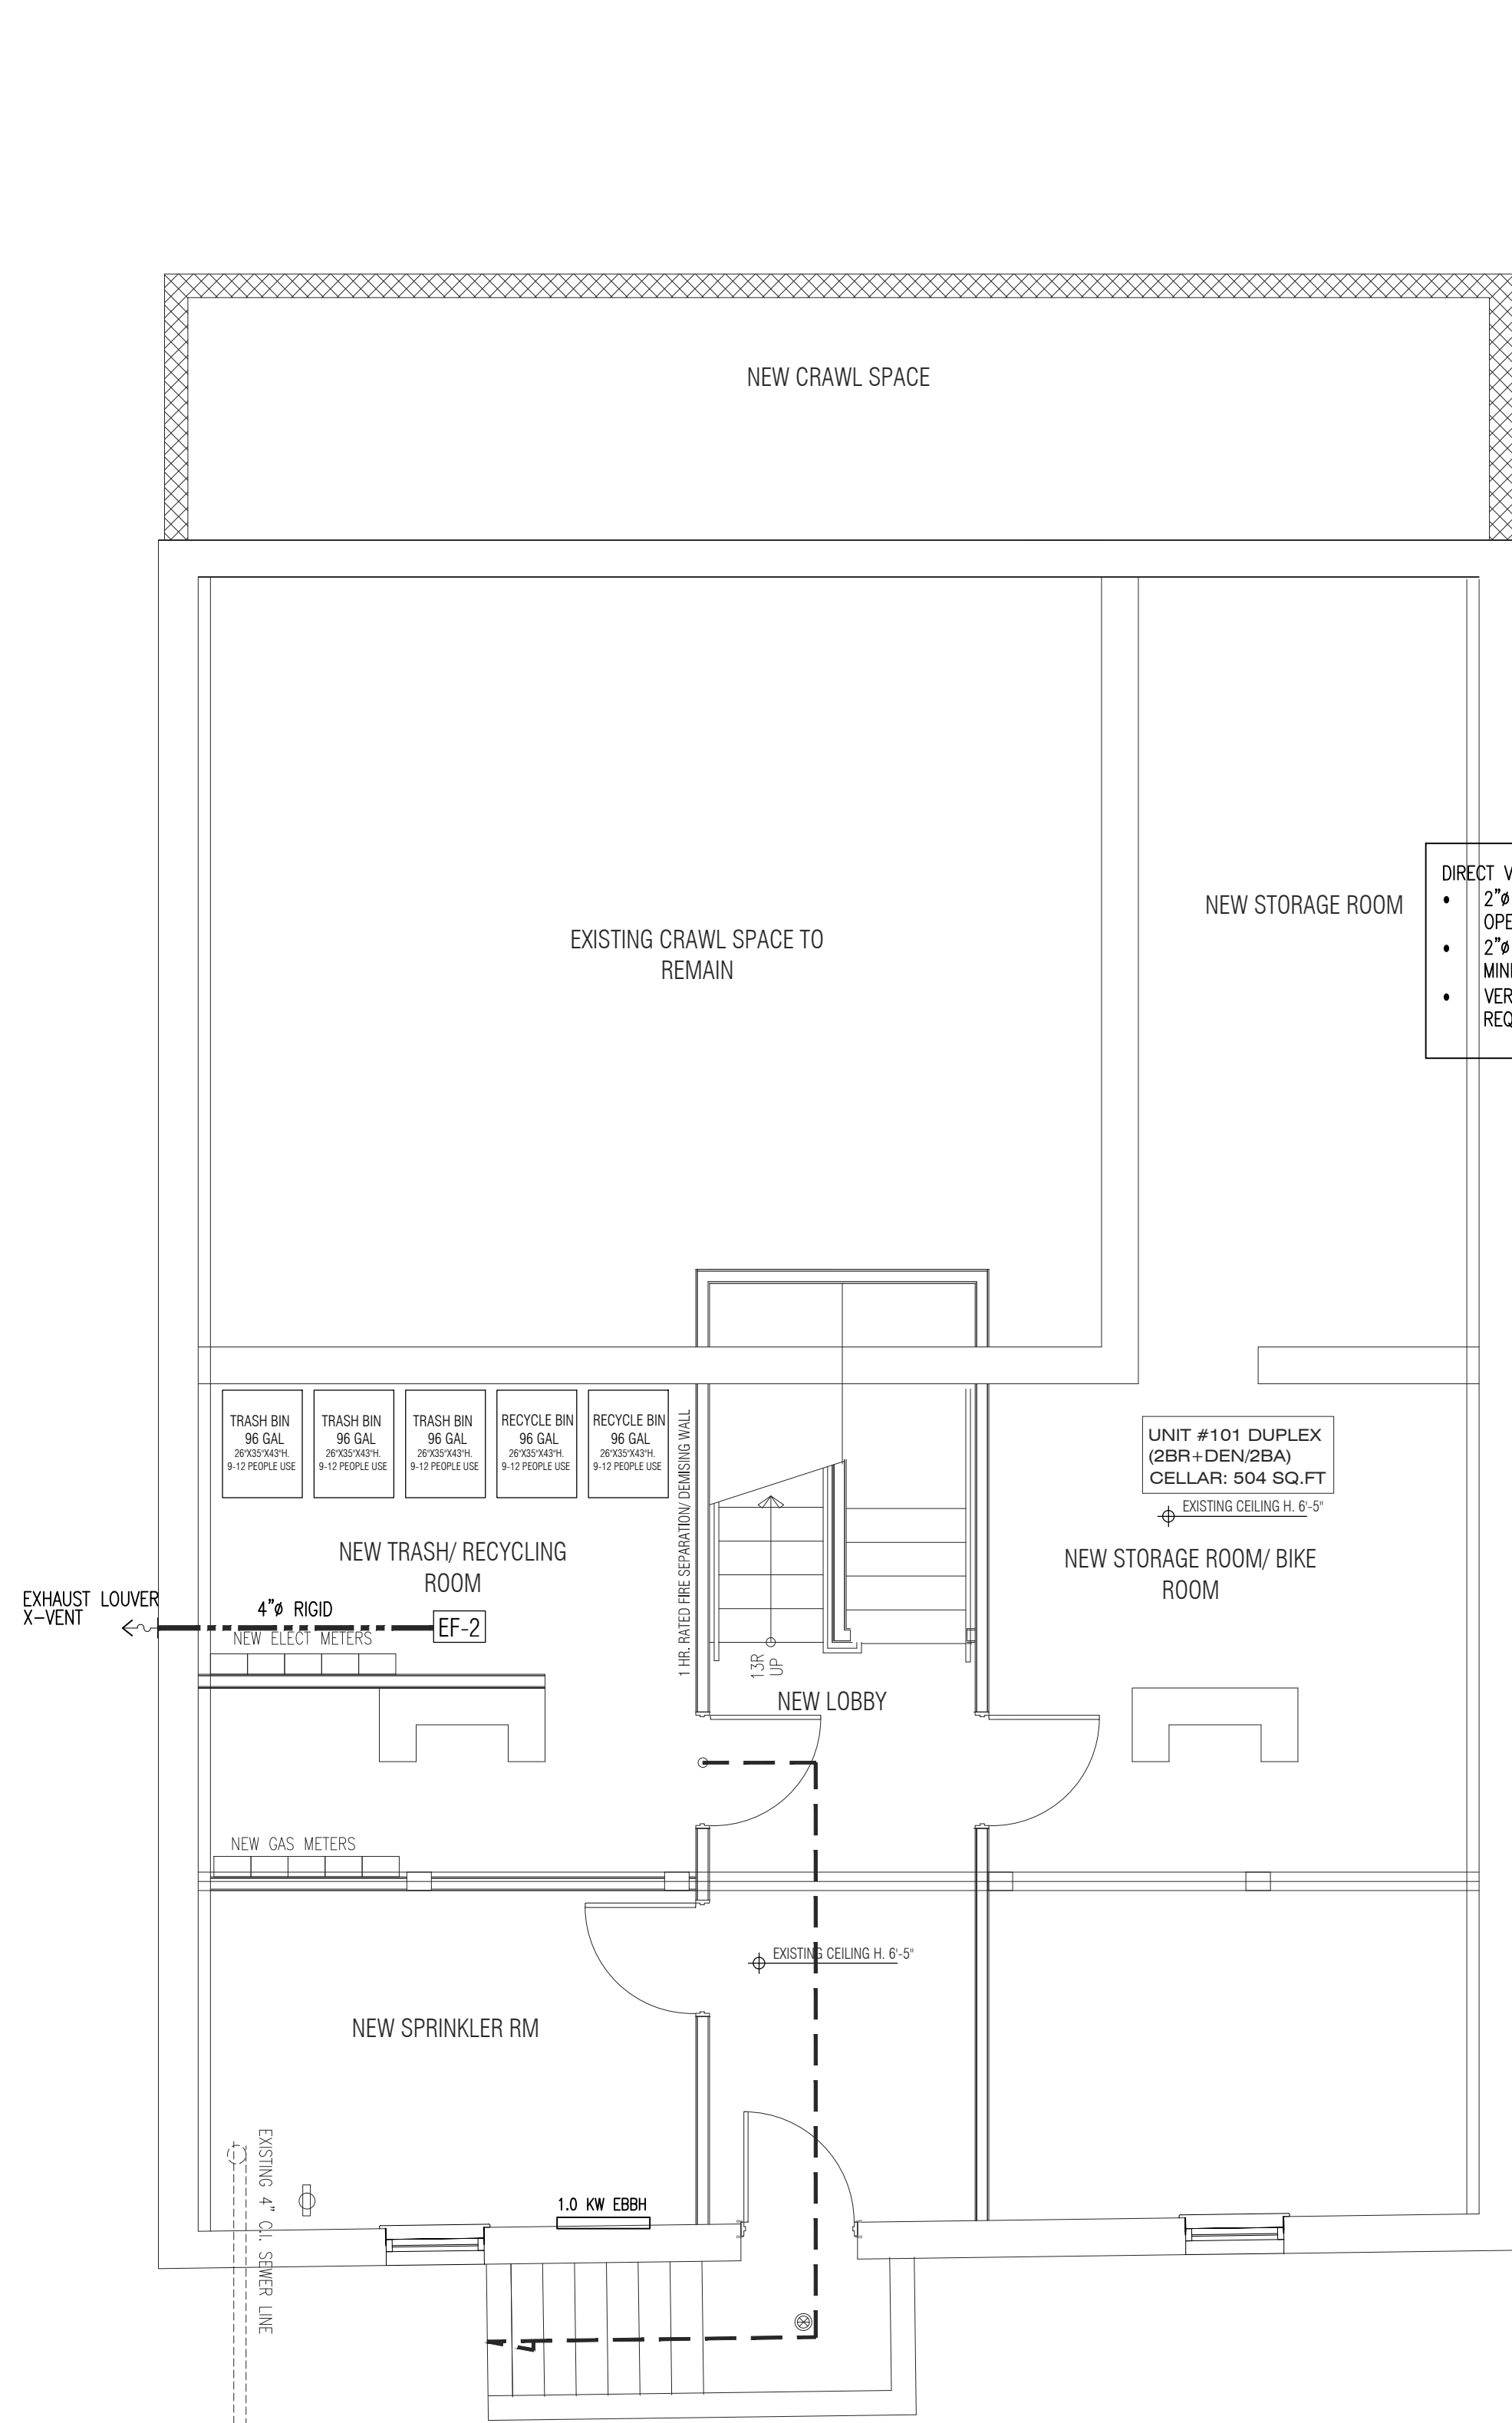 NEW CRAWL SPACE
EXISTING CRAWL SPACE TO
REMAIN
NEW STORAGE ROOM
DIRECT
• 2"ø
• 2"ø
TRASH BIN
96 GAL
26"X35"X43"H.
9-12 PEOPLE USE
TRASH BIN
96 GAL
26"X35"X43"H.
9-12 PEOPLE USE
TRASH BIN
96 GAL
26"X35"X43"H.
9-12 PEOPLE USE
RECYCLE BIN
96 GAL
26"X35"X43"H.
9-12 PEOPLE USE
RECYCLE BIN
96 GAL
26"X35"X43"H.
9-12 PEOPLE USE
1 HR. RATED FIRE SEPARATION/ DEMISING WALL
UNIT #101 DUPLEX
(2BR+DEN/2BA)
CELLAR: 504 SQ.FT
EXISTING CEILING H. 6'-5"
NEW TRASH/ RECYCLING
ROOM
NEW STORAGE ROOM/ BIKE
ROOM
EXHAUST LOUVER
X-VENT
4"ø RIGID
EF-2
NEW ELECT METERS
13R
UP
NEW LOBBY
NEW GAS METERS
EXISTING CEILING H. 6'-5"
NEW SPRINKLER RM
EXISTING 4" C.I. SEWER LINE
1.0 KW EBBH